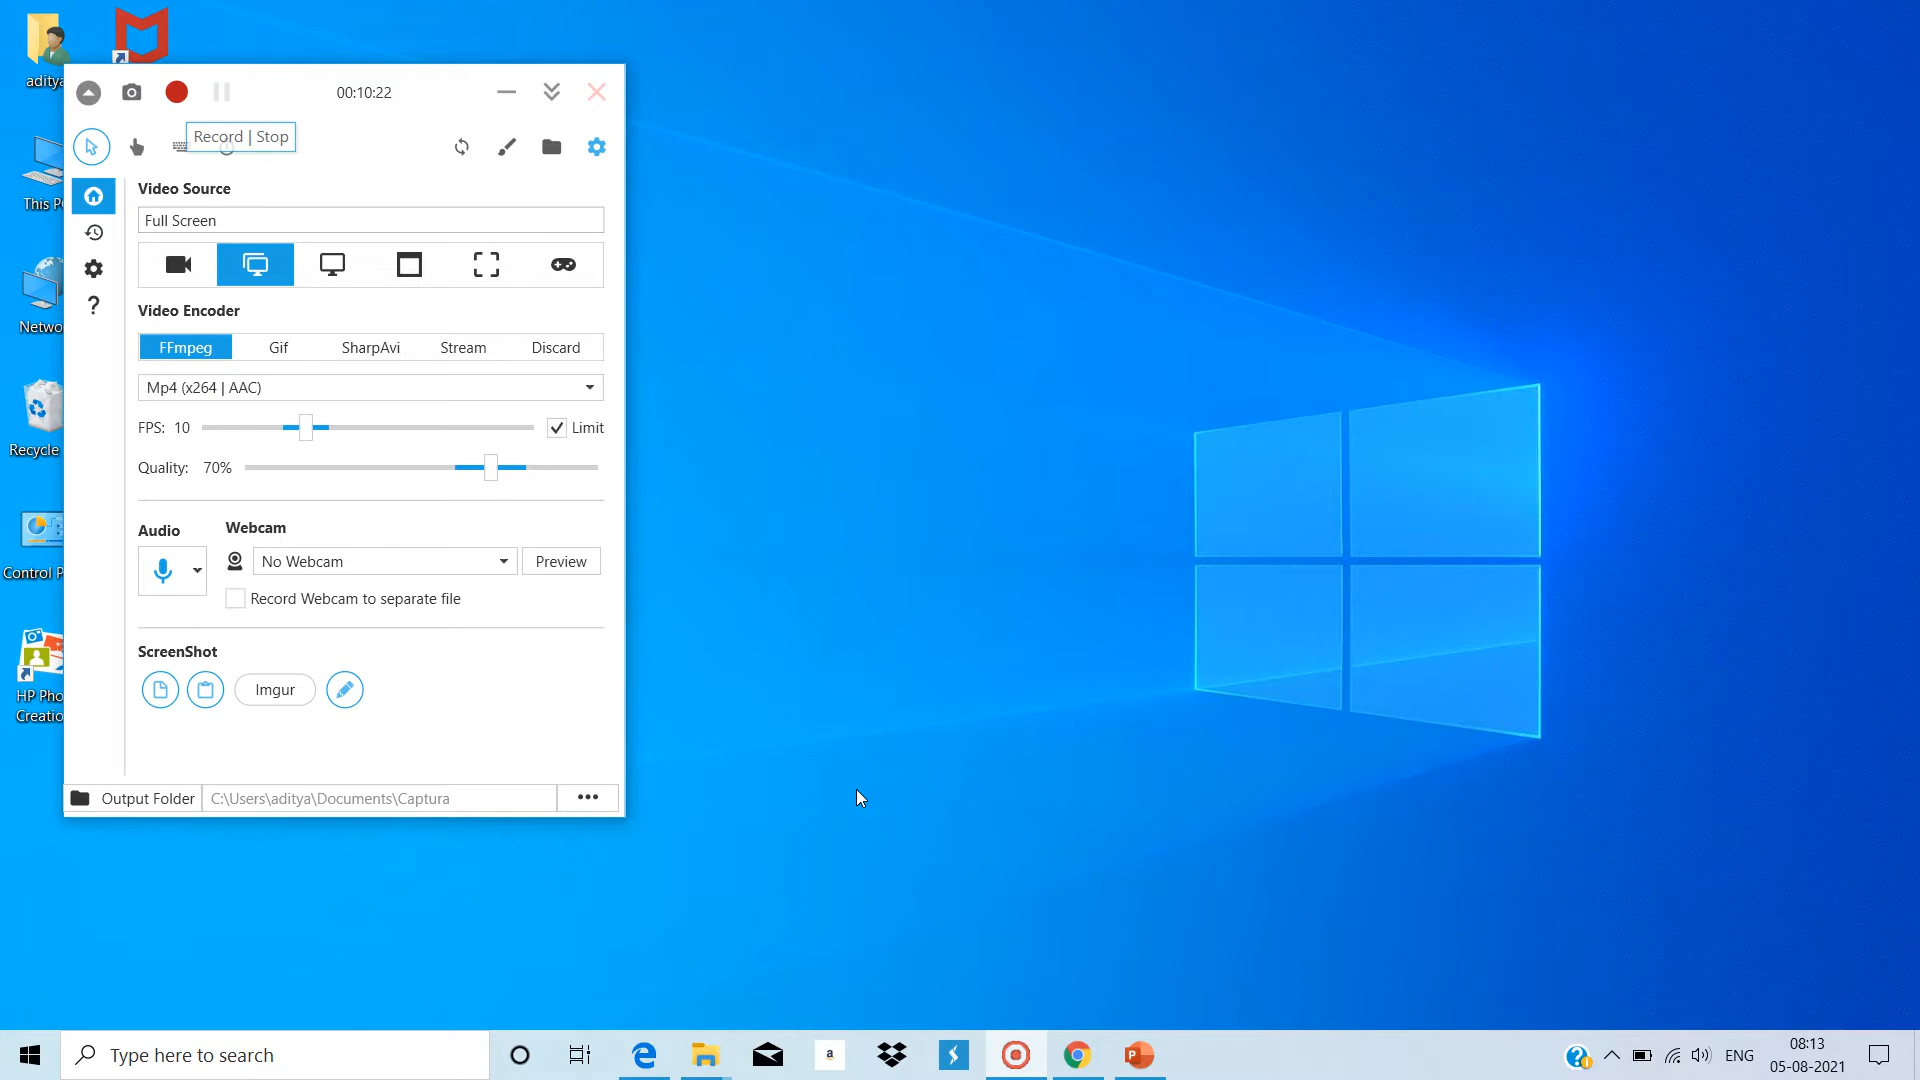 aditya
00:10:22
Record | Stop
This P
Video Source
Full Screen
Netwo
Video Encoder
FFmpeg Gif SharpAvi Stream Discard
Mp4 (x264 | AAC)
FPS: 10 Limit
Recycle
Quality: 70%
Audio Webcam
No Webcam Preview
Control P
Record Webcam to separate file
ScreenShot
Imgur
HP Pho
Creatio
Output Folder C:\Users\aditya\Documents\Captura •••
Type here to search
a
P
ENG
08:13
05-08-2021